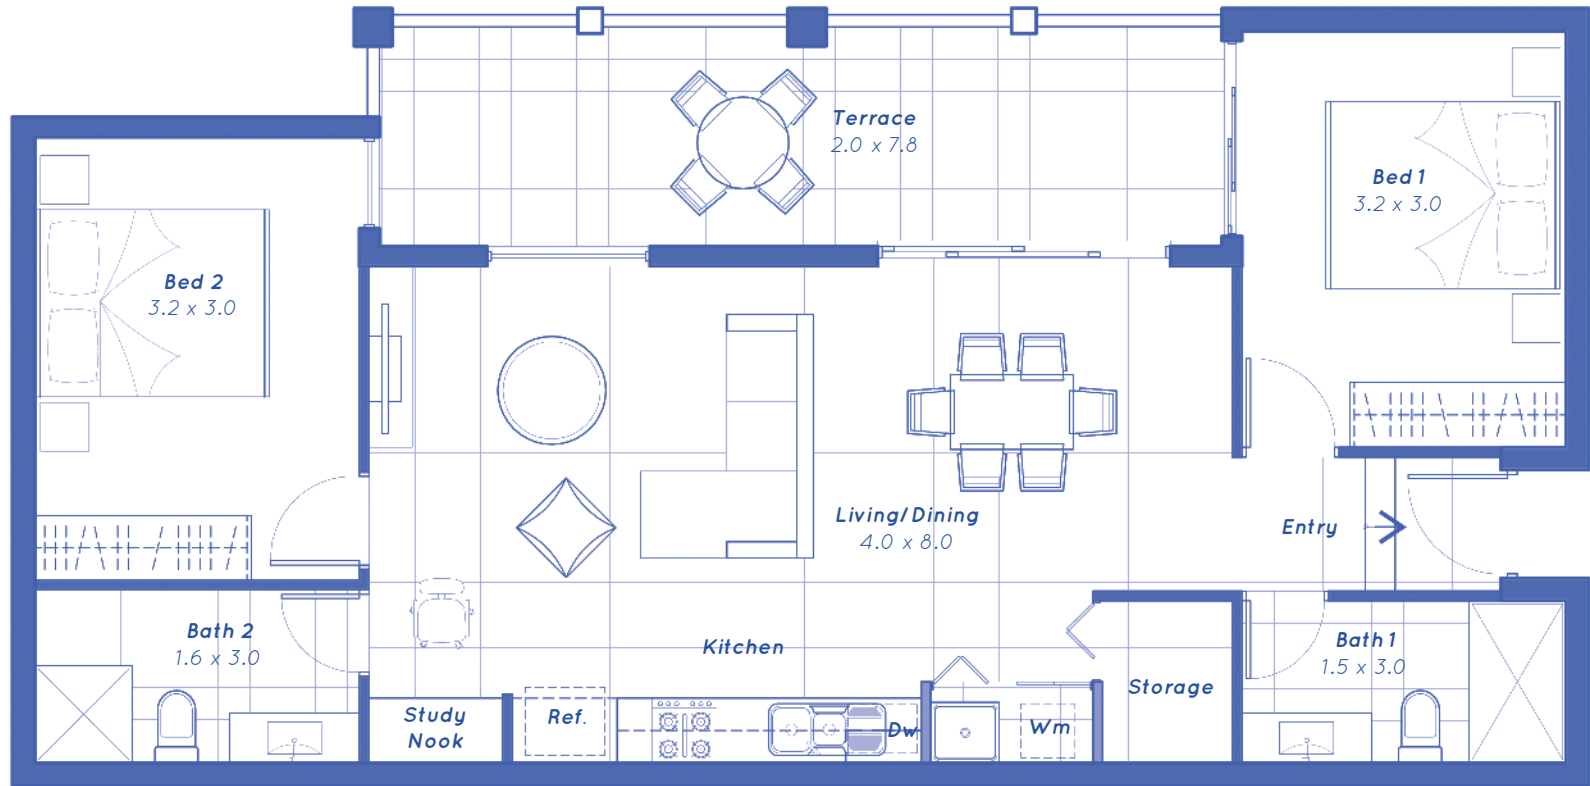 Terrace
2.0 x 7.8
Bed 1
3.2 x 3.0
Bed 2
3.2 x 3.0
Living/Dining
4.0 x 8.0
Entry
Bath 2
1.6 x 3.0
Kitchen
Bath 1
1.5 x 3.0
Storage
Study
Nook
Ref.
Dw
Wm